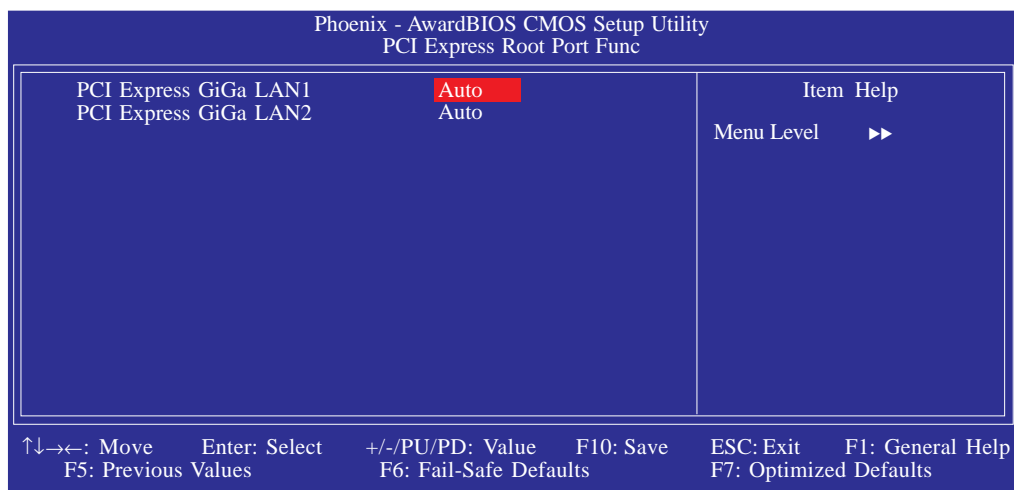 Phoenix - AwardBIOS CMOS Setup Utility
PCI Express Root Port Func
PCI Express GiGa LAN1 Auto
PCI Express GiGa LAN2 Auto
Item Help
Menu Level ▶▶
↑↓→←: Move Enter: Select +/-/PU/PD: Value F10: Save ESC: Exit F1: General Help
F5: Previous Values F6: Fail-Safe Defaults F7: Optimized Defaults